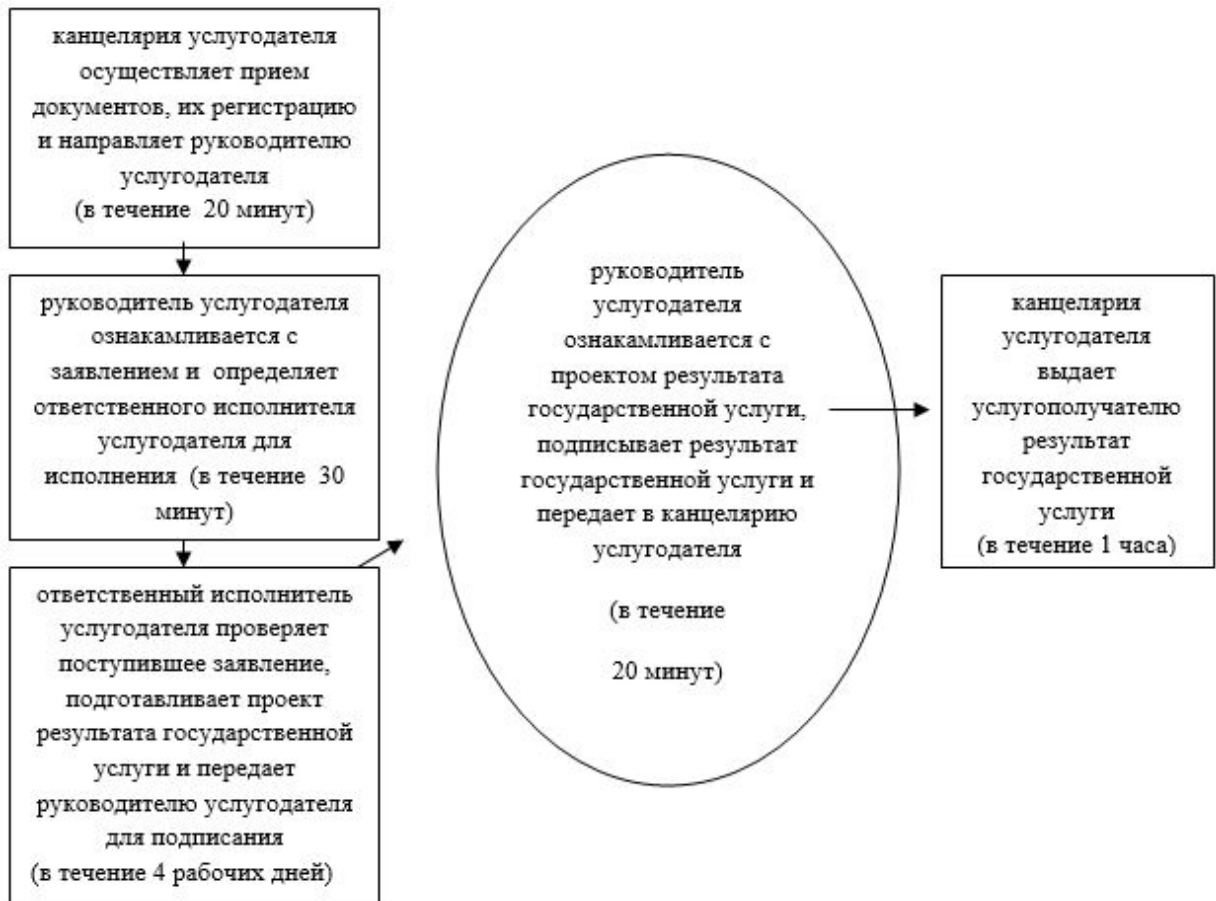 канцелярия услугодателя
осуществляет прием
документов, их регистрацию
и направляет руководителю
услугодателя
(в течение 20 минут)
руководитель услугодателя
ознакамливается с
заявлением и определяет
ответственного исполнителя
услугодателя для
исполнения (в течение 30
минут)
ответственный исполнитель
услугодателя проверяет
поступившее заявление,
подготавливает проект
результата государственной
услуги и передает
руководителю услугодателя
для подписания
(в течение 4 рабочих дней)
руководитель
услугодателя
ознакамливается с
проектом результата
государственной услуги,
подписывает результат
государственной услуги и
передает в канцелярию
услугодателя
(в течение
20 минут)
канцелярия
услугодателя
выдает
услугополучателю
результат
государственной
услуги
(в течение 1 часа)